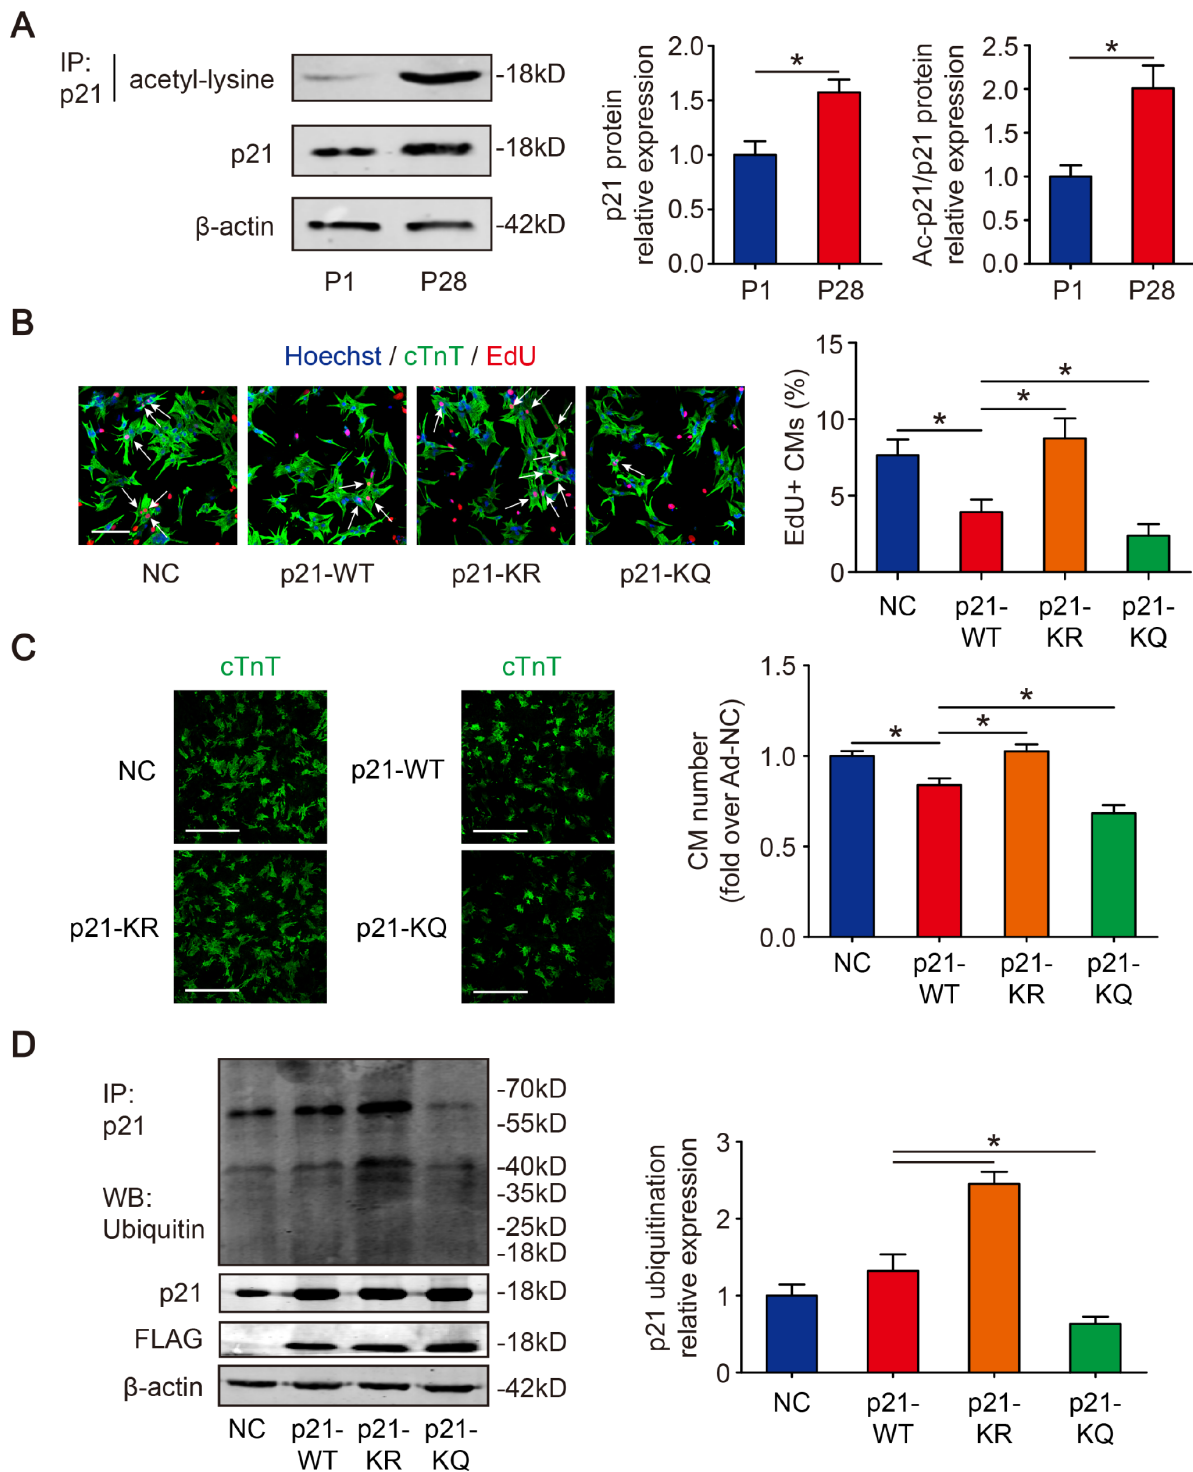 A
IP:
p21
acetyl-lysine
-18kD
p21
-18kD
β-actin
-42kD
P1
P28
p21 protein
relative expression
2.0
1.5
1.0
0.5
0.0
*
P1
P28
Ac-p21/p21 protein
relative expression
2.5
2.0
1.5
1.0
0.5
0.0
*
P1
P28
B
Hoechst / cTnT / EdU
NC
p21-WT
p21-KR
p21-KQ
EdU+ CMs (%)
15
10
5
0
*
*
*
NC
p21-
WT
p21-
KR
p21-
KQ
C
cTnT
cTnT
NC
p21-WT
p21-KR
p21-KQ
CM number
(fold over Ad-NC)
1.5
1.0
0.5
0.0
*
*
*
NC
p21-
WT
p21-
KR
p21-
KQ
D
IP:
p21
WB:
Ubiquitin
-70kD
-55kD
-40kD
-35kD
-25kD
-18kD
p21
-18kD
FLAG
-18kD
β-actin
-42kD
NC
p21-
WT
p21-
KR
p21-
KQ
p21 ubiquitination
relative expression
3
2
1
0
*
NC
p21-
WT
p21-
KR
p21-
KQ